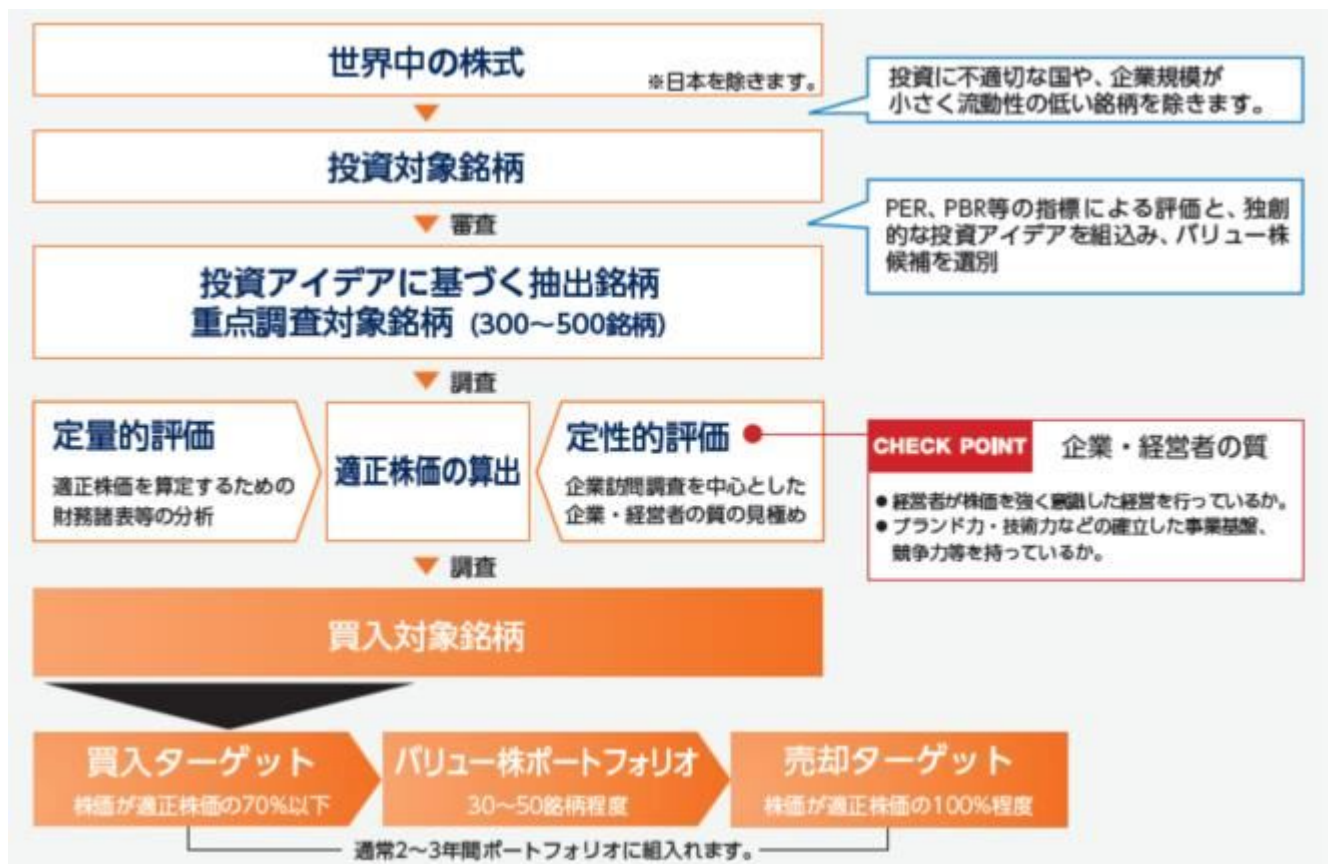 世界中の株式
※日本を除きます。
投資に不適切な国や、企業規模が
小さく流動性の低い銘柄を除きます。
投資対象銘柄
審査
PER、PBR等の指標による評価と、独創
的な投資アイデアを組込み、バリュー株
候補を選別
投資アイデアに基づく抽出銘柄
重点調査対象銘柄 (300〜500銘柄)
調査
定量的評価
適正株価を算定するための
財務諸表等の分析
適正株価の算出
定性的評価
企業訪問調査を中心とした
企業・経営者の質の見極め
CHECK POINT 企業・経営者の質
●経営者が株価を強く意識した経営を行っているか。
●ブランド力・技術力などの確立した事業基盤、
競争力等を持っているか。
調査
買入対象銘柄
買入ターゲット
株価が適正株価の70%以下
バリュー株ポートフォリオ
30〜50銘柄程度
売却ターゲット
株価が適正株価の100%程度
通常2〜3年間ポートフォリオに組入れます。